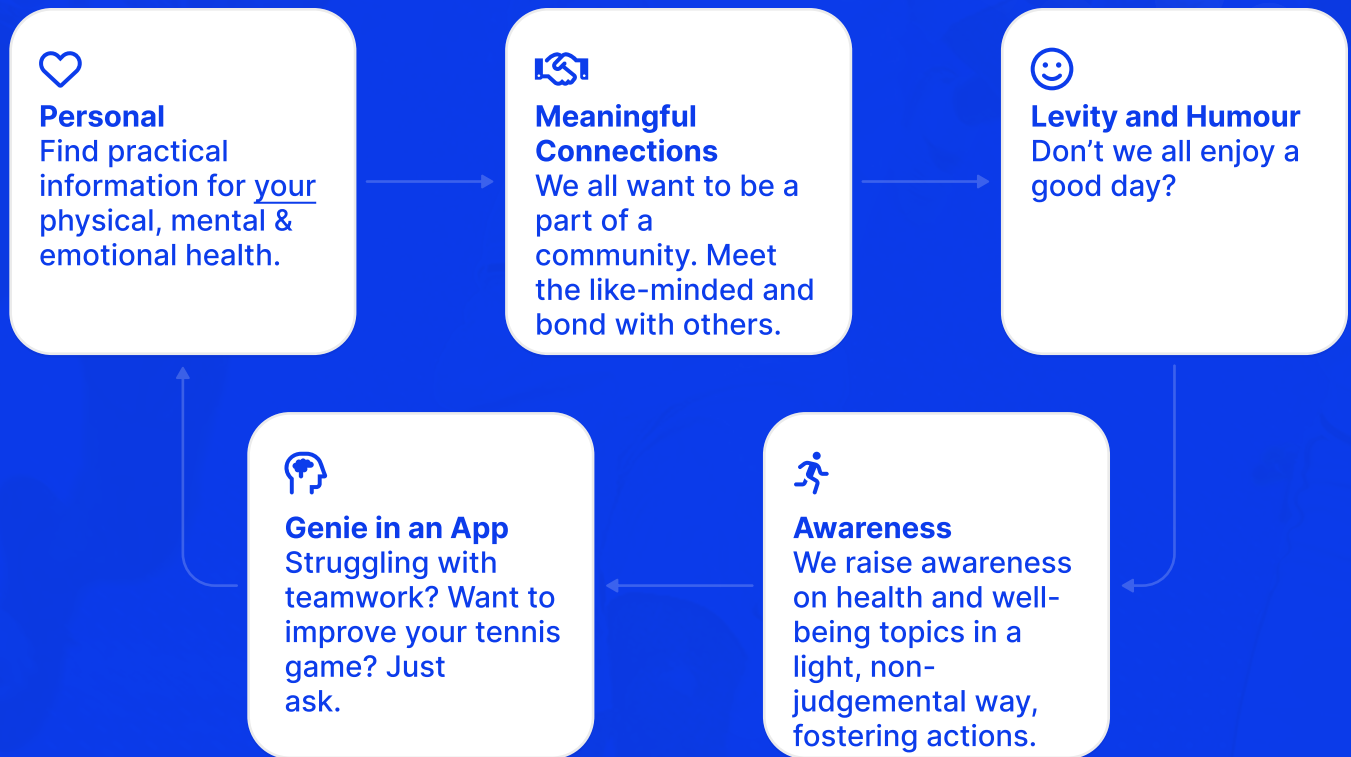 Personal
Find practical
information for your
physical, mental &
emotional health.
Meaningful
Connections
We all want to be a
part of a
community. Meet
the like-minded and
bond with others.
Levity and Humour
Don’t we all enjoy a
good day?
Genie in an App
Struggling with
teamwork? Want to
improve your tennis
game? Just
ask.
Awareness
We raise awareness
on health and well-
being topics in a
light, non-
judgemental way,
fostering actions.